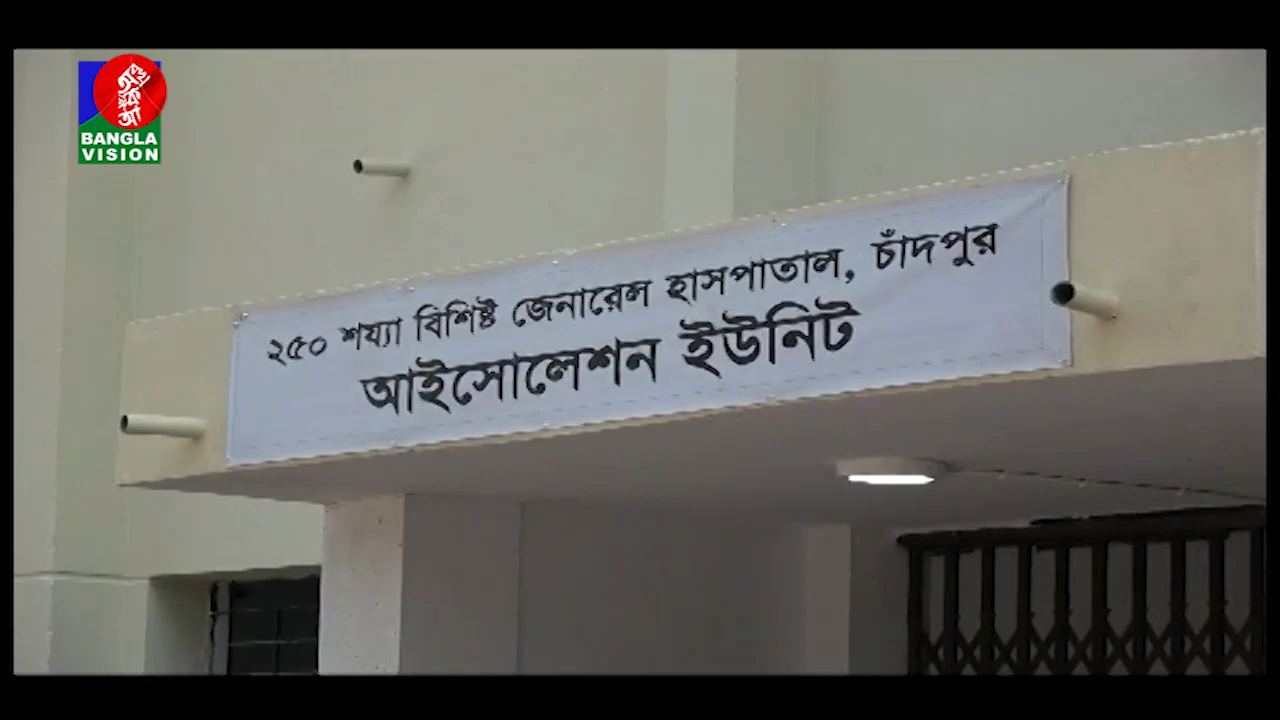 BANGLA
VISION
২৫০ শয্যা বিশিষ্ট জেনারেল হাসপাতাল, চাঁদপুর
আইসোলেশন ইউনিট